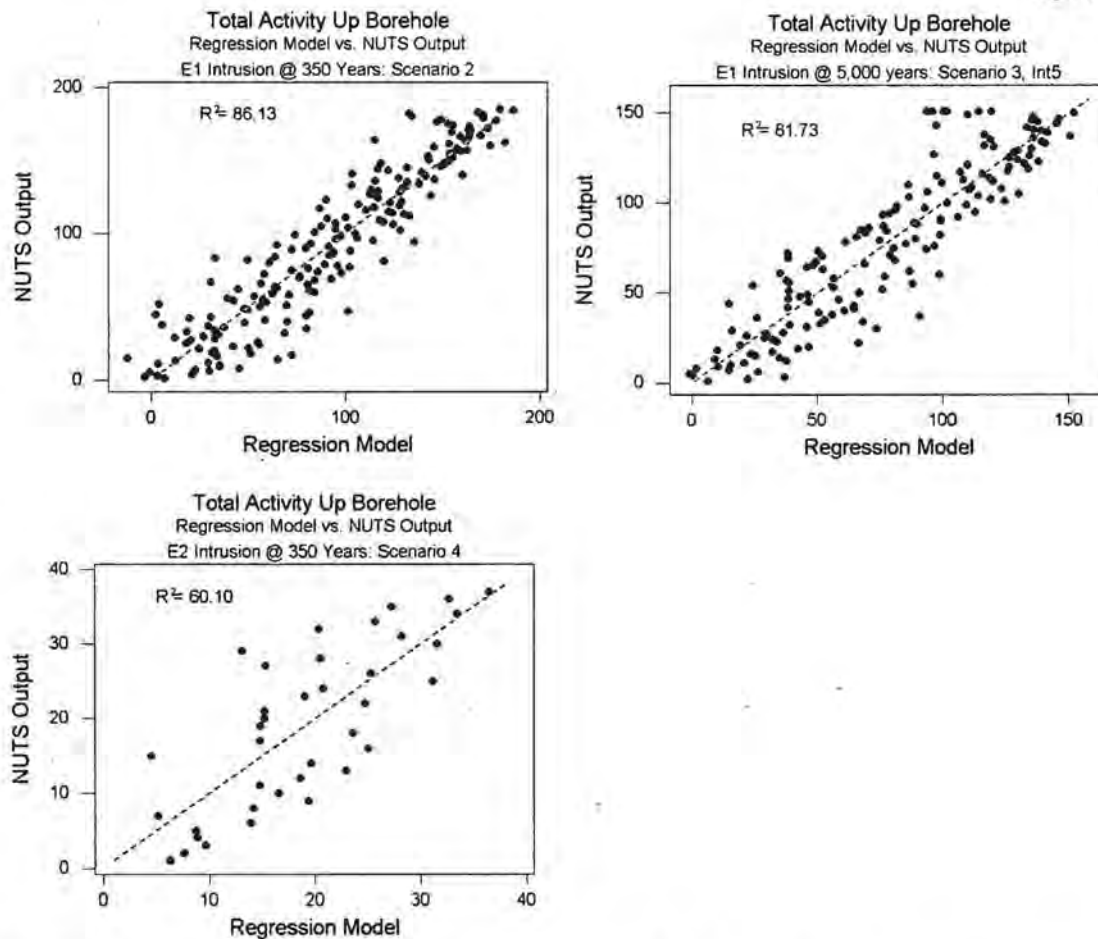 Total Activity Up Borehole
Regression Model vs. NUTS Output
E1 Intrusion @ 350 Years: Scenario 2
R²= 86.13
200
100
0
NUTS Output
0 100 200
Regression Model
Total Activity Up Borehole
Regression Model vs. NUTS Output
E1 Intrusion @ 5,000 years: Scenario 3, Int5
R²= 81.73
150
100
50
0
NUTS Output
0 50 100 150
Regression Model
Total Activity Up Borehole
Regression Model vs. NUTS Output
E2 Intrusion @ 350 Years: Scenario 4
R²= 60.10
40
30
20
10
0
NUTS Output
0 10 20 30 40
Regression Model